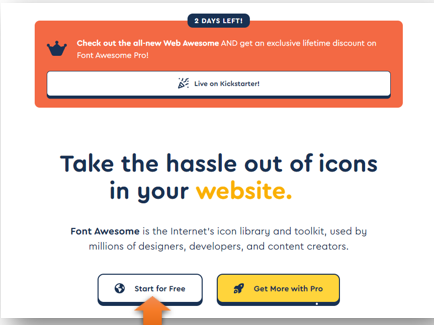 2 DAYS LEFT!
Check out the all-new Web Awesome AND get an exclusive lifetime discount on
Font Awesome Pro!
Live on Kickstarter!
Take the hassle out of icons
in your website.
Font Awesome is the Internet's icon library and toolkit, used by
millions of designers, developers, and content creators.
Start for Free
Get More with Pro